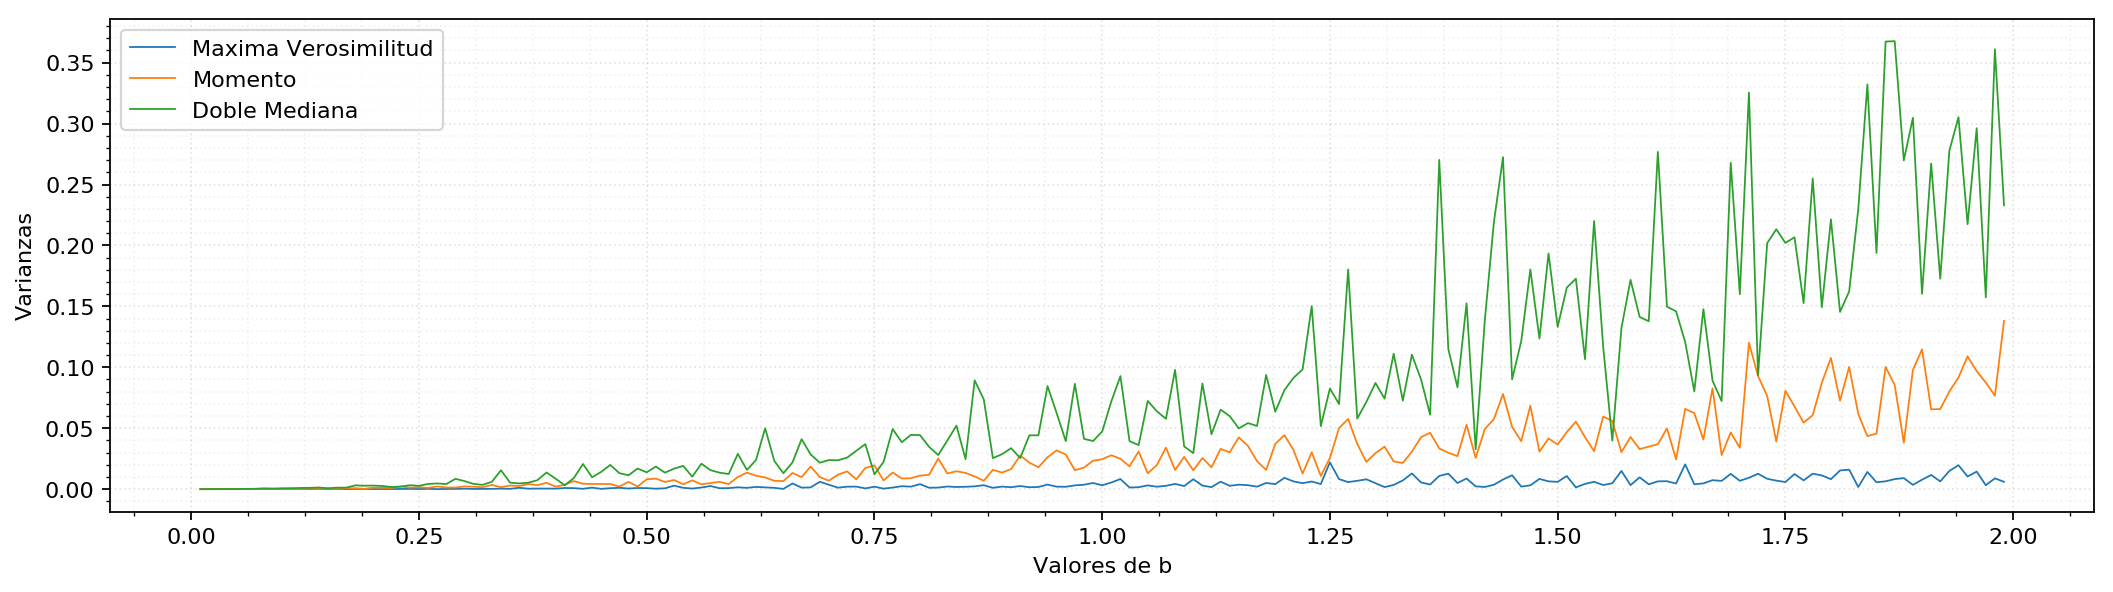 Maxima Verosimilitud
Momento
Doble Mediana
Varianzas
0.35
0.30
0.25
0.20
0.15
0.10
0.05
0.00
0.00 0.25 0.50 0.75 1.00 1.25 1.50 1.75 2.00
Valores de b